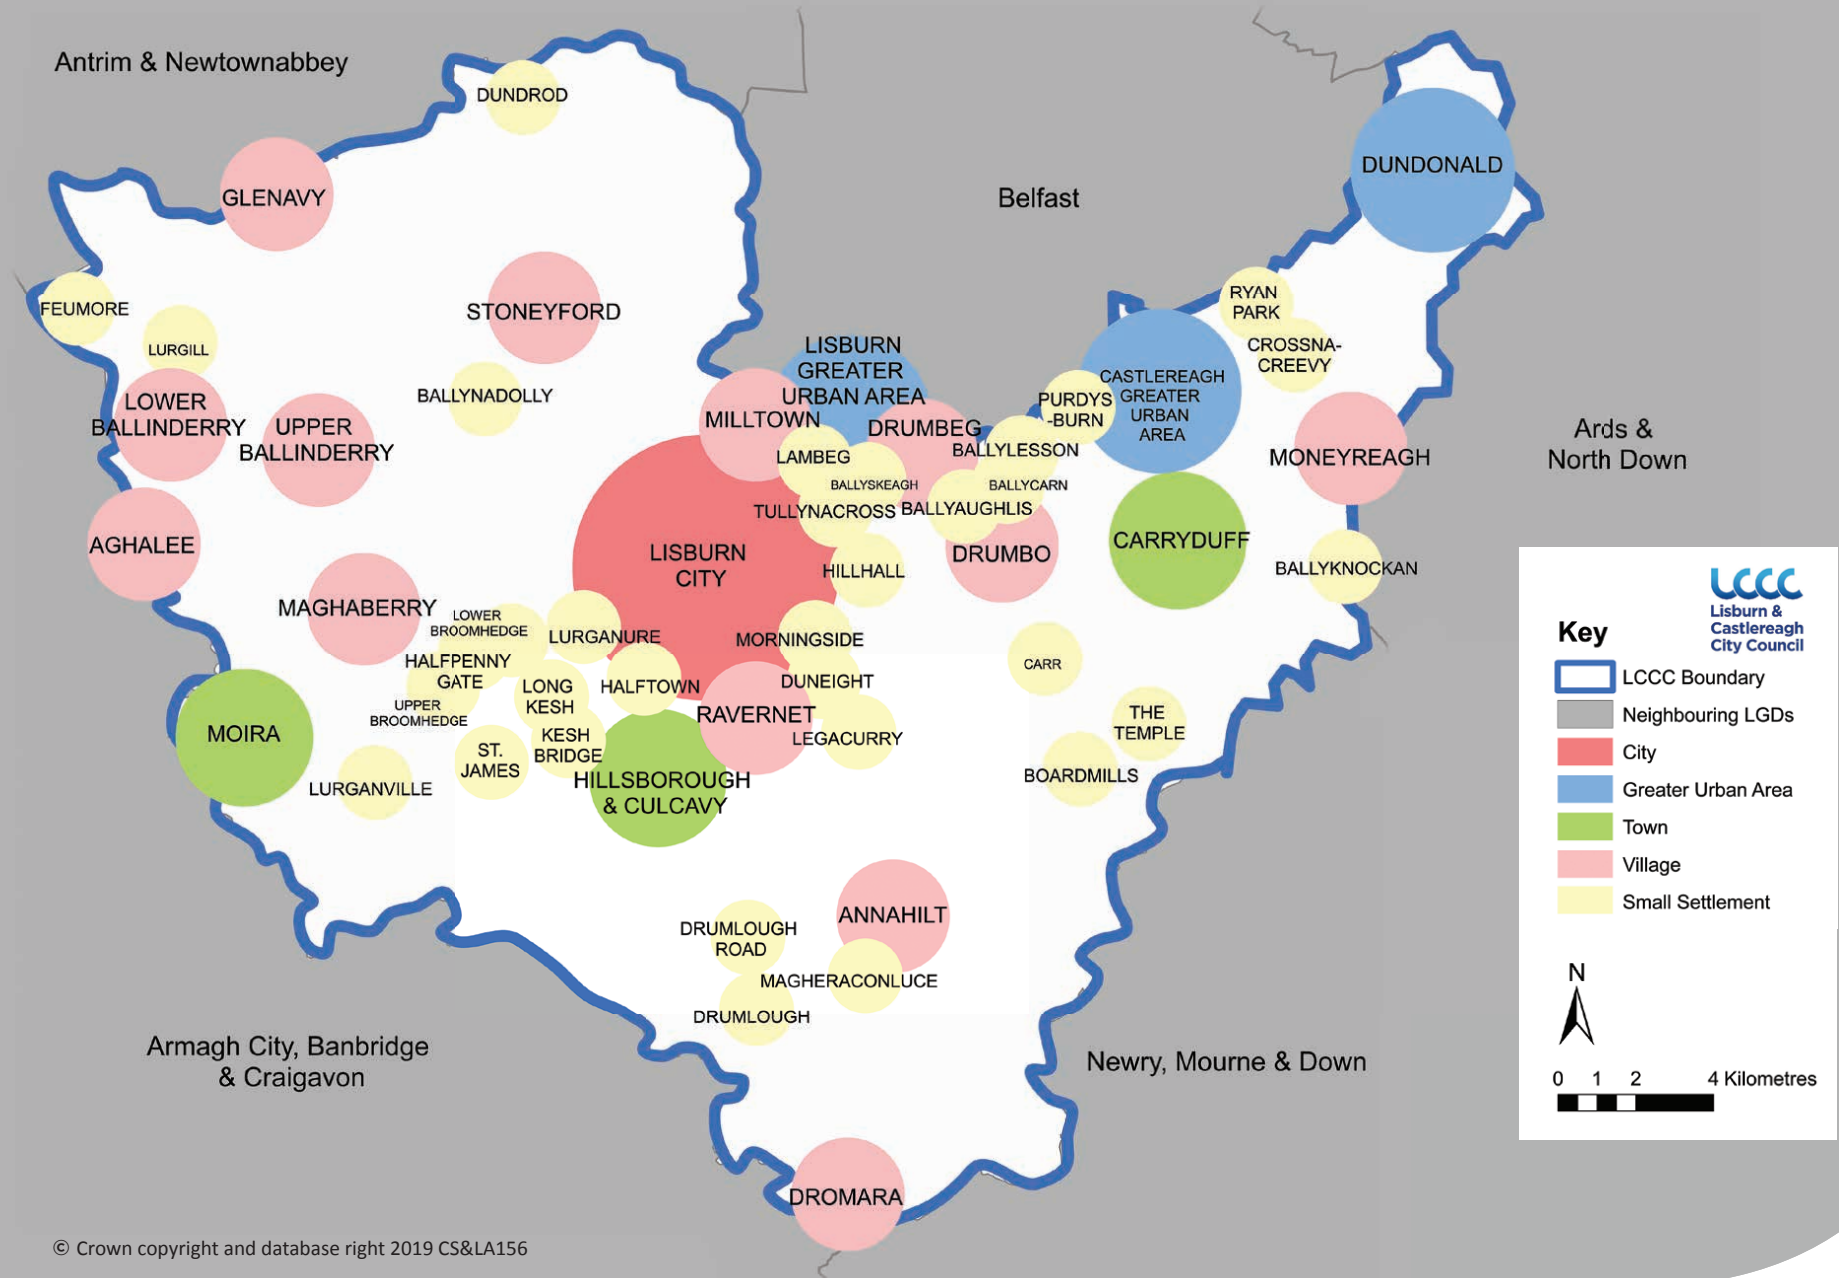 Antrim & Newtownabbey
DUNDROD
GLENAVY
Belfast
DUNDONALD
FEUMORE
LURGILL
STONEYFORD
BALLYNADOLLY
RYAN
PARK
CROSSNA-
CREEVY
LISBURN
GREATER
URBAN AREA
CASTLEREAGH
GREATER
URBAN
AREA
PURDYS
-BURN
LOWER
BALLINDERRY
UPPER
BALLINDERRY
MILLTOWN
DRUMBEG
LAMBEG
BALLYLESSON
MONEYREAGH
Ards &
North Down
BALLYSKEAGH
BALLYCARN
TULLYNACROSS
BALLYAUGHLIS
AGHALEE
LISBURN
CITY
HILLHALL
DRUMBO
CARRYDUFF
BALLYKNOCKAN
MAGHABERRY
LOWER
BROOMHEDGE
LURGANURE
MORNINGSIDE
HALFPENNY
GATE
LONG
KESH
HALFTOWN
DUNEIGHT
CARR
UPPER
BROOMHEDGE
RAVERNET
LEGACURRY
THE
TEMPLE
MOIRA
ST.
JAMES
KESH
BRIDGE
HILLSBOROUGH
& CULCAVY
LURGANVILLE
BOARDMILLS
ANNAHILT
DRUMLOUGH
ROAD
MAGHERACONLUCE
DRUMLOUGH
Armagh City, Banbridge
& Craigavon
Newry, Mourne & Down
DROMARA
LCCC
Lisburn &
Castlereagh
City Council
Key
LCCC Boundary
Neighbouring LGDs
City
Greater Urban Area
Town
Village
Small Settlement
N
0 1 2 4 Kilometres
© Crown copyright and database right 2019 CS&LA156